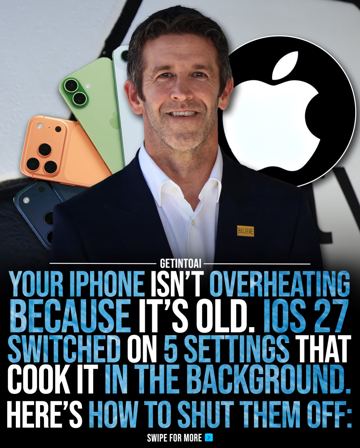 BELIEVE
GETINTOAI
YOUR IPHONE ISN'T OVERHEATING
BECAUSE IT'S OLD. IOS 27
SWITCHED ON 5 SETTINGS THAT
COOK IT IN THE BACKGROUND.
HERE'S HOW TO SHUT THEM OFF:
SWIPE FOR MORE